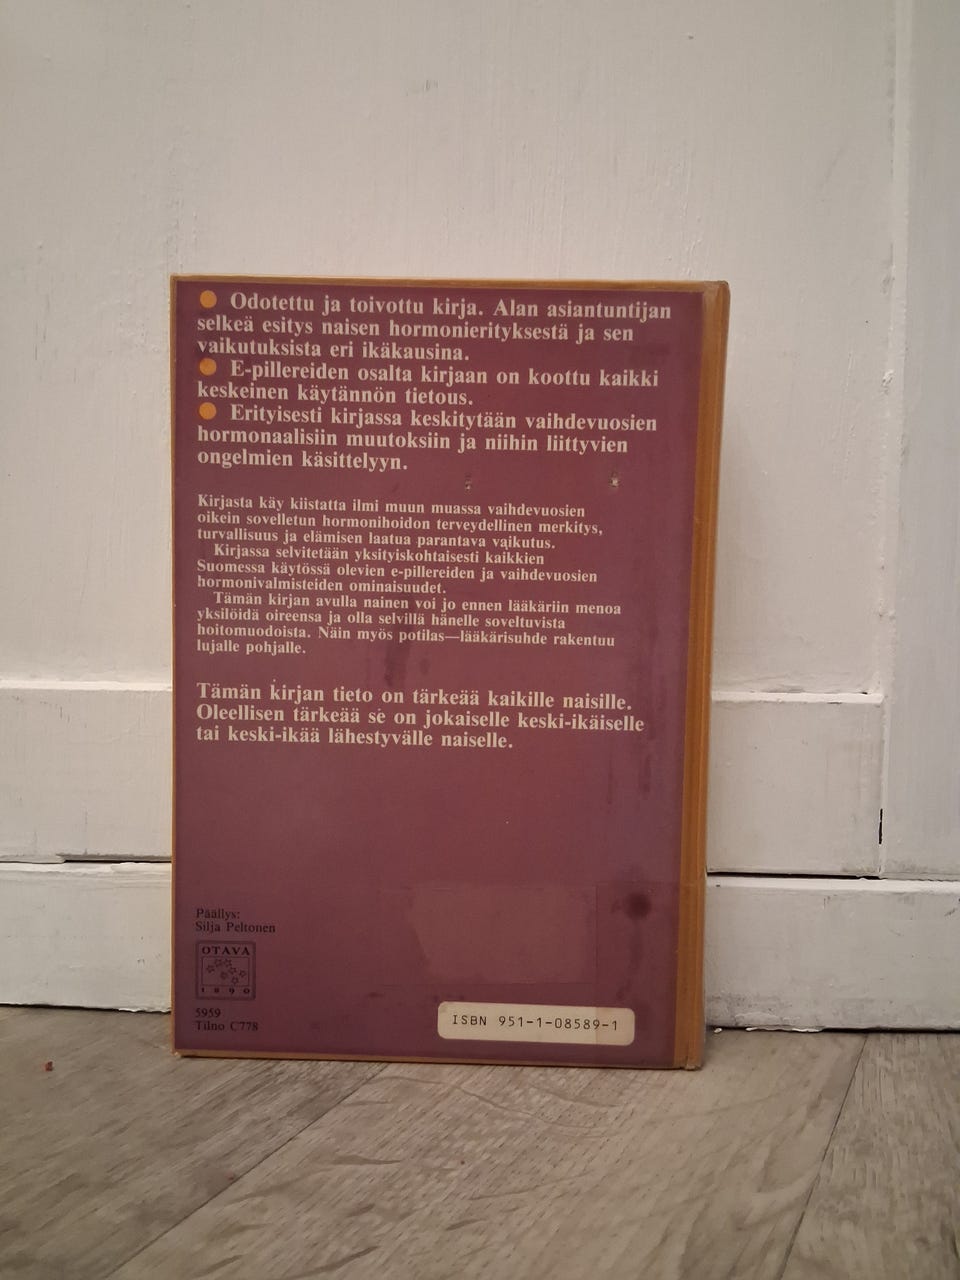 ● Odotettu ja toivottu kirja. Alan asiantuntijan
selkeä esitys naisen hormonierityksestä ja sen
vaikutuksista eri ikäkausina.
● E-pillereiden osalta kirjaan on koottu kaikki
keskeinen käytännön tietous.
● Erityisesti kirjassa keskitytään vaihdevuosien
hormonaalisiin muutoksiin ja niihin liittyvien
ongelmien käsittelyyn.
Kirjasta käy kiistatta ilmi muun muassa vaihdevuosien
oikein sovelletun hormonihoidon terveydellinen merkitys,
turvallisuus ja elämisen laatua parantava vaikutus.
Kirjassa selvitetään yksityiskohtaisesti kaikkien
Suomessa käytössä olevien e-pillereiden ja vaihdevuosien
hormonivalmisteiden ominaisuudet.
Tämän kirjan avulla nainen voi jo ennen lääkäriin menoa
yksilöidä oireensa ja olla selvillä hänelle soveltuvista
hoitomuodoista. Näin myös potilas—lääkärisuhde rakentuu
lujalle pohjalle.
Tämän kirjan tieto on tärkeää kaikille naisille.
Oleellisen tärkeää se on jokaiselle keski-ikäiselle
tai keski-ikää lähestyvälle naiselle.
Päällys:
Silja Peltonen
OTAVA
1890
5959
Tilno C778
ISBN 951-1-08589-1